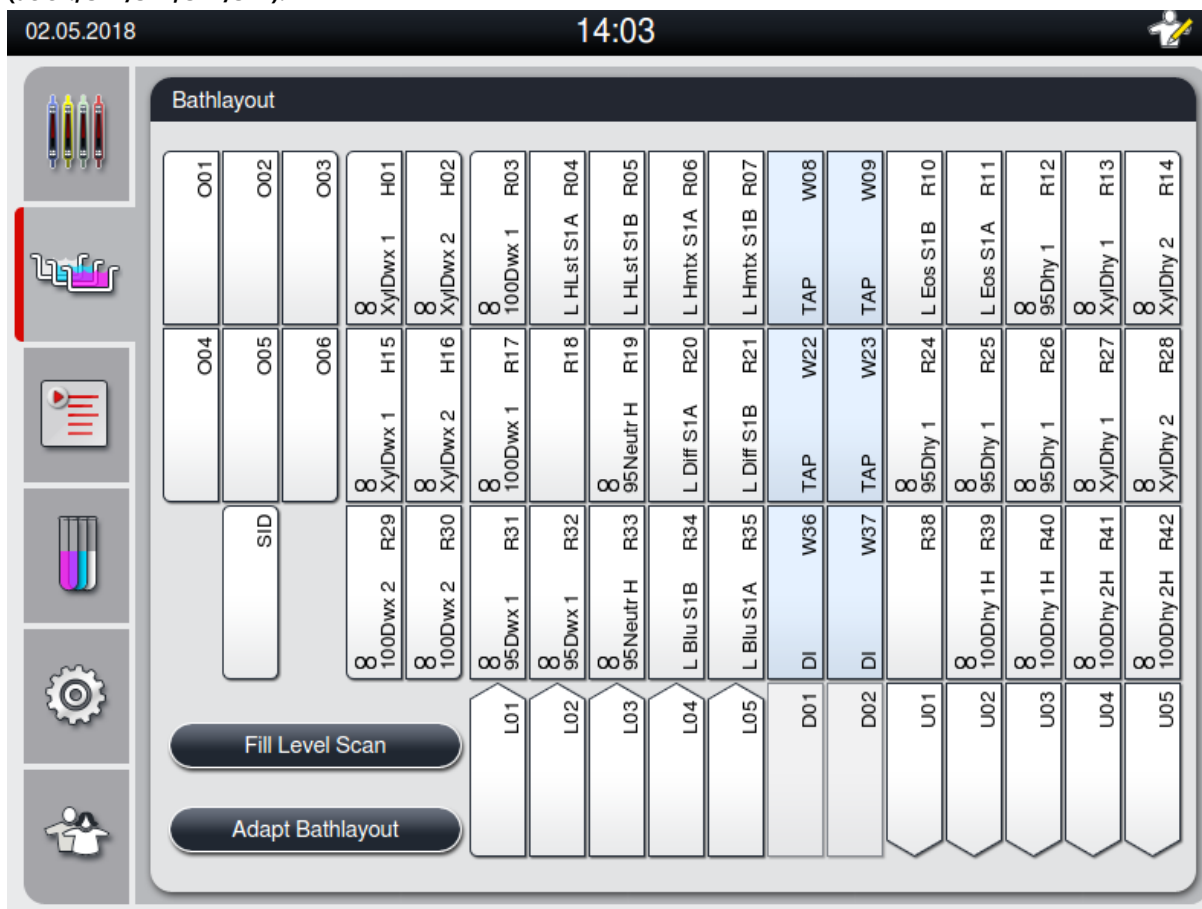 02.05.2018
14:03
Bathlayout
O01
O02
O03
∞ XylDwx 1 H01
∞ XylDwx 2 H02
∞ 100Dwx 1 R03
L HLst S1A R04
L HLst S1B R05
L Hmtx S1A R06
L Hmtx S1B R07
TAP W08
TAP W09
L Eos S1B R10
L Eos S1A R11
∞ 95Dhy 1 R12
∞ XylDhy 1 R13
∞ XylDhy 2 R14
O04
O05
O06
∞ XylDwx 1 H15
∞ XylDwx 2 H16
∞ 100Dwx 1 R17
R18
∞ 95Neutr H R19
L Diff S1A R20
L Diff S1B R21
TAP W22
TAP W23
∞ 95Dhy 1 R24
∞ 95Dhy 1 R25
∞ 95Dhy 1 R26
∞ XylDhy 1 R27
∞ XylDhy 2 R28
SID
∞ 100Dwx 2 R29
∞ 100Dwx 2 R30
∞ 95Dwx 1 R31
∞ 95Dwx 1 R32
∞ 95Neutr H R33
L Blu S1B R34
L Blu S1A R35
DI W36
DI W37
R38
∞ 100Dhy 1H R39
∞ 100Dhy 1H R40
∞ 100Dhy 2H R41
∞ 100Dhy 2H R42
L01
L02
L03
L04
L05
D01
D02
U01
U02
U03
U04
U05
Fill Level Scan
Adapt Bathlayout